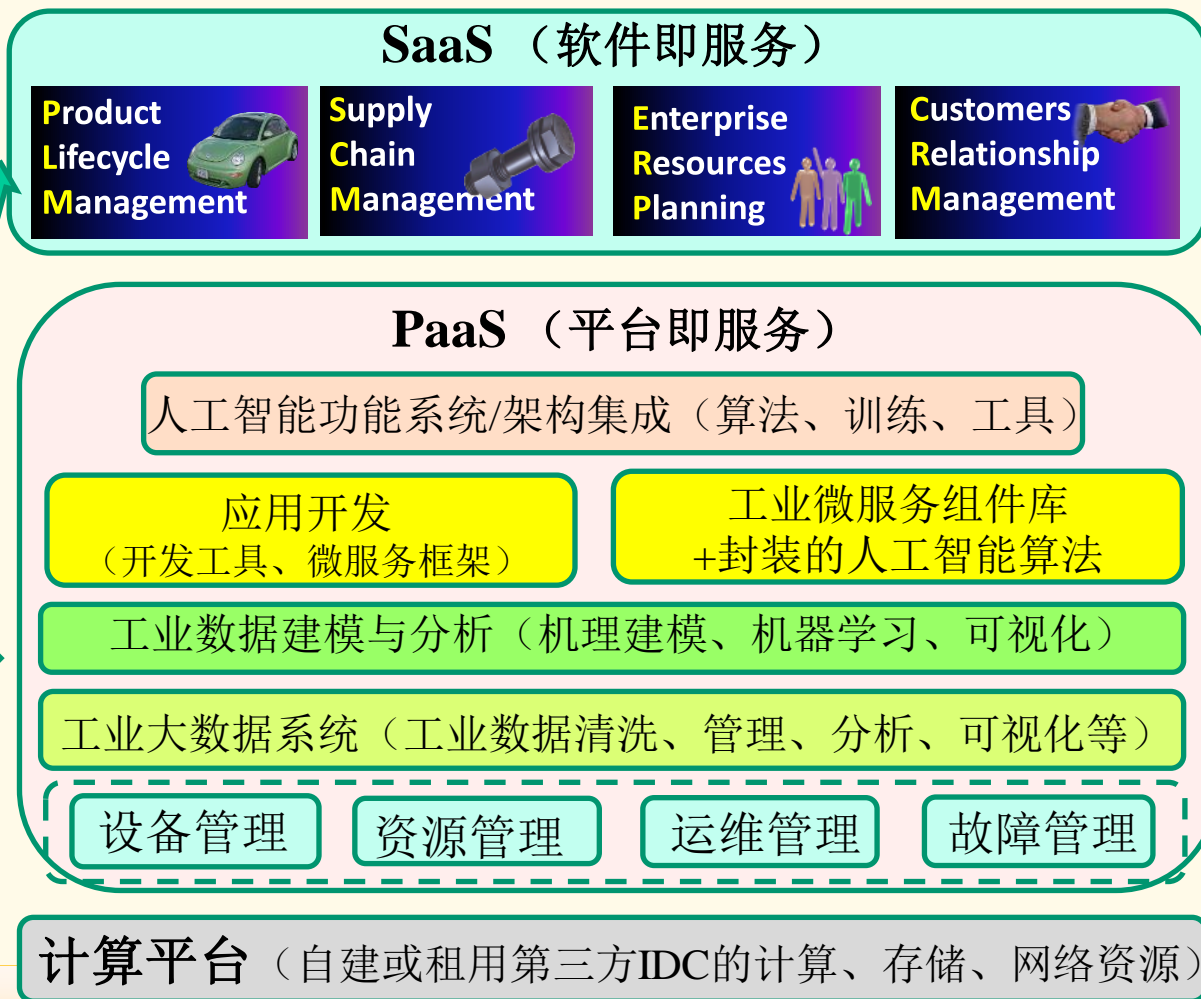 SaaS （软件即服务）
Product
Lifecycle
Management
Supply
Chain
Management
Enterprise
Resources
Planning
Customers
Relationship
Management
PaaS （平台即服务）
人工智能功能系统/架构集成（算法、训练、工具）
应用开发
（开发工具、微服务框架）
工业微服务组件库
+封装的人工智能算法
工业数据建模与分析（机理建模、机器学习、可视化）
工业大数据系统（工业数据清洗、管理、分析、可视化等）
设备管理
资源管理
运维管理
故障管理
计算平台（自建或租用第三方IDC的计算、存储、网络资源）